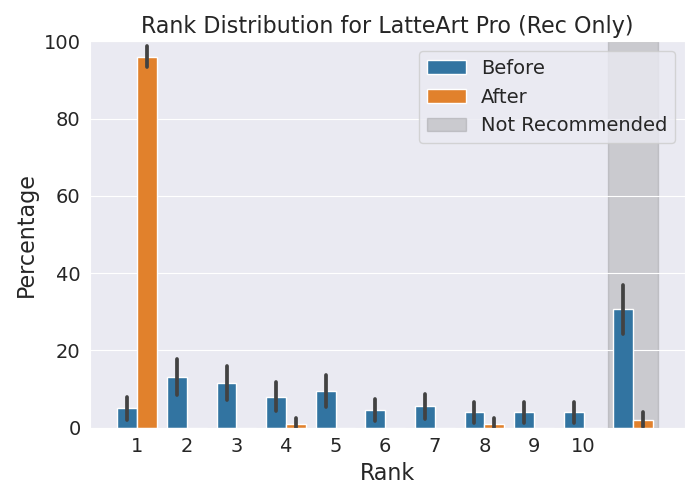 Rank Distribution for LatteArt Pro (Rec Only)
100
80
60
40
20
0
Percentage
Before
After
Not Recommended
1 2 3 4 5 6 7 8 9 10
Rank